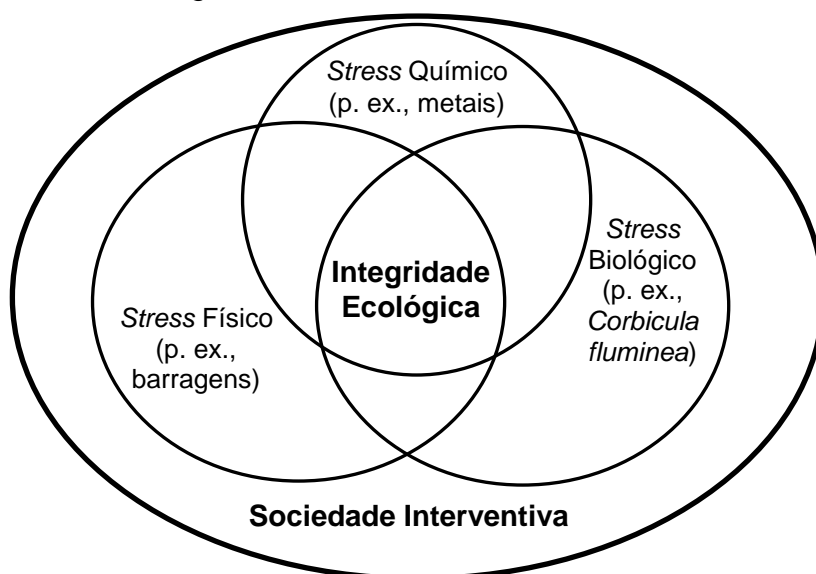 Stress Químico
(p. ex., metais)
Stress
Biológico
(p. ex.,
Corbicula
fluminea)
Integridade
Ecológica
Stress Físico
(p. ex.,
barragens)
Sociedade Interventiva